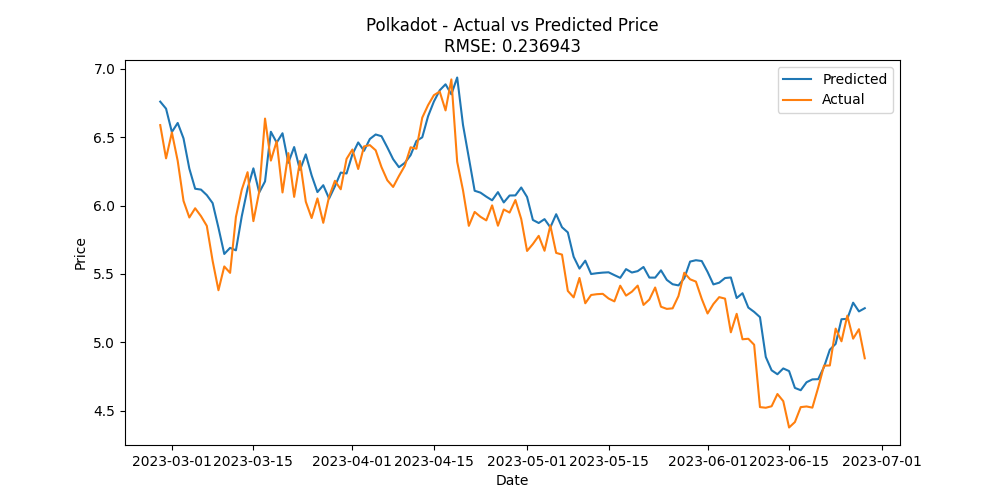 Polkadot - Actual vs Predicted Price
RMSE: 0.236943
Predicted
Actual
7.0
6.5
6.0
5.5
5.0
4.5
Price
2023-03-01
2023-03-15
2023-04-01
2023-04-15
2023-05-01
2023-05-15
2023-06-01
2023-06-15
2023-07-01
Date